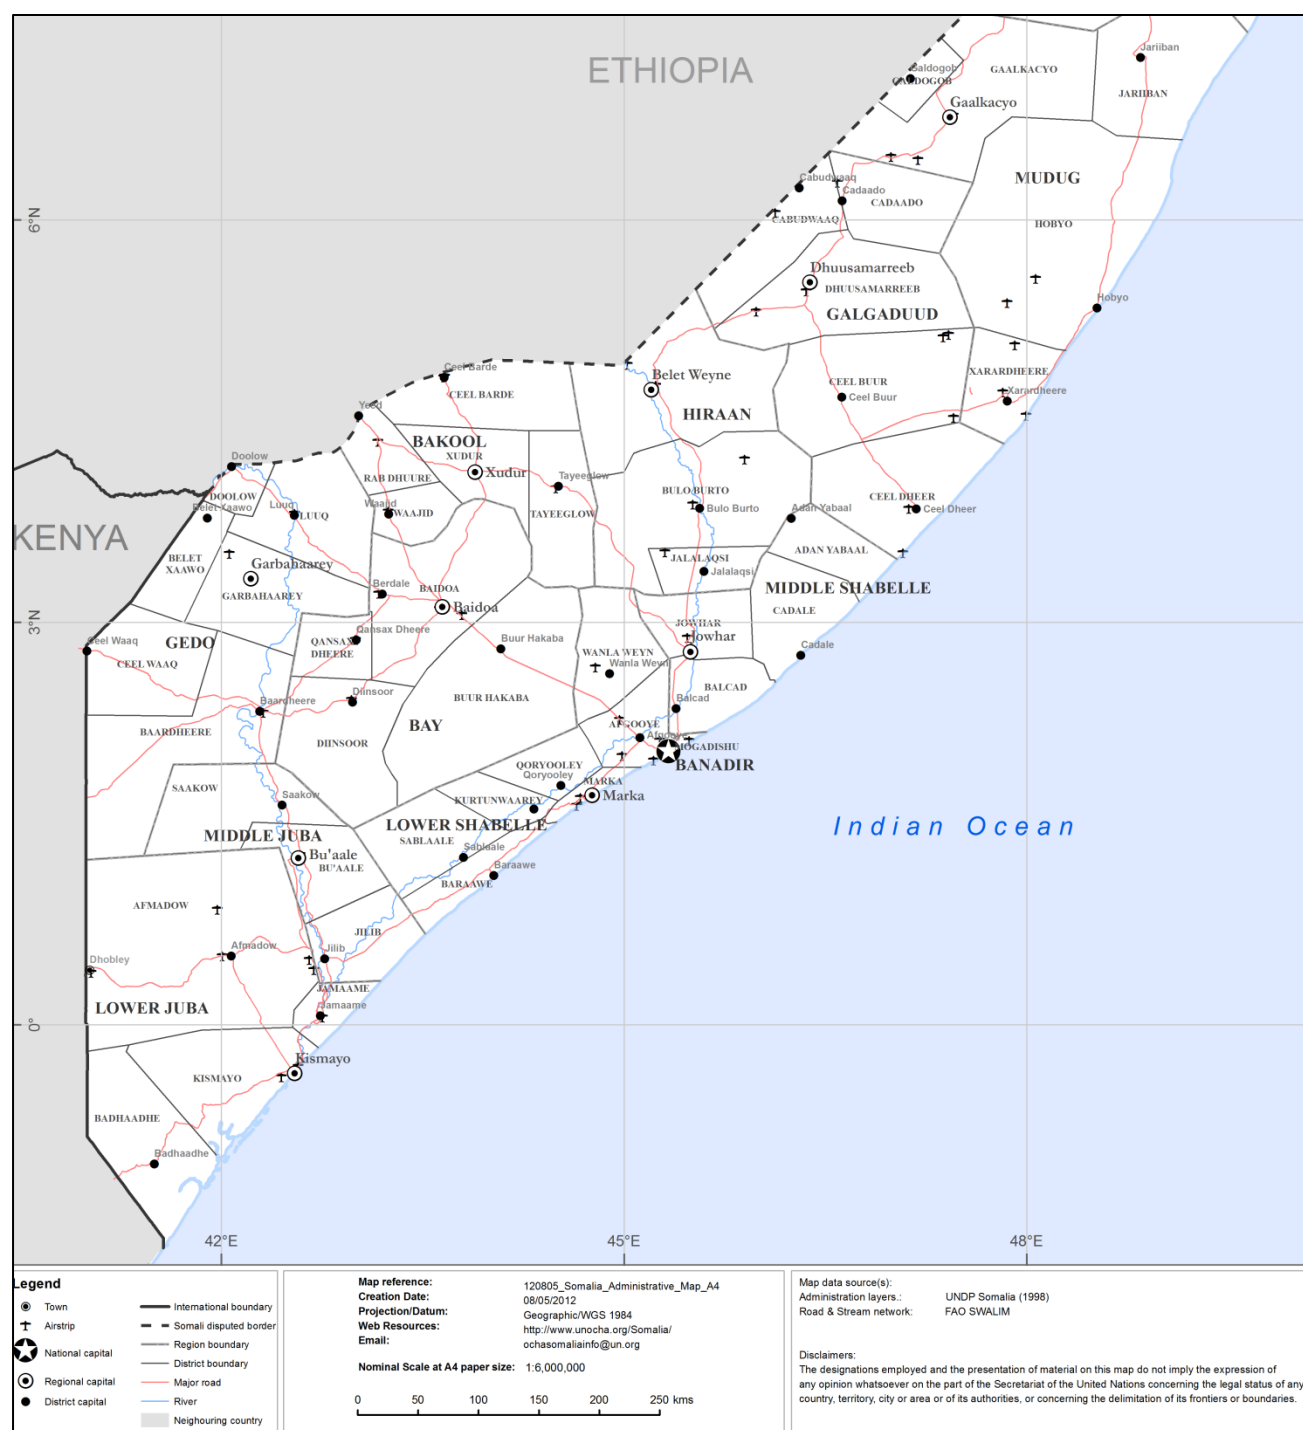 ETHIOPIA
Jariiban
Galdogob
GALDOGOB
GAALKACYO
JARIIBAN
Gaalkacyo
MUDUG
Cabudwaaq
Cadaado
CADAADO
CABUDWAAQ
HOBYO
6°N
Dhuusamarreeb
DHUUSAMARREEB
Hobyo
GALGADUUD
Ceel Barde
CEEL BARDE
Belet Weyne
XARARDHEERE
CEEL BUUR
Ceel Buur
Xarardheere
Yeed
HIRAAN
BAKOOL
XUDUR
Xudur
Doolow
RAB DHUURE
Tayeeglow
DOOLOW
BULO BURTO
CEEL DHEER
Belet Xaawo
Luuq
LUUQ
Waajid
WAAJID
TAYEEGLOW
Bulo Burto
Adan Yabaal
Ceel Dheer
KENYA
BELET
XAAWO
Garbahaarey
JALALAQSI
ADAN YABAAL
Jalalaqsi
GARBAHAAREY
Berdale
BAIDOA
Baidoa
MIDDLE SHABELLE
CADALE
3°N
Qansax Dheere
QANSAX
DHEERE
JOWHAR
Jowhar
Ceel Waaq
GEDO
CEEL WAAQ
Buur Hakaba
WANLA WEYN
Wanla Weyn
Cadale
Baardheere
Diinsoor
BUUR HAKABA
BALCAD
Balcad
BAARDHEERE
BAY
AFGOOYE
Afgooye
DIINSOOR
MOGADISHU
BANADIR
SAAKOW
QORYOOLEY
Qoryooley
MARKA
Marka
Saakow
KURTUNWAAREY
MIDDLE JUBA
LOWER SHABELLE
SABLAALE
Indian Ocean
Bu'aale
BU'AALE
Sablaale
Baraawe
BARAAWE
AFMADOW
JILIB
Afmadow
Jilib
Dhobley
JAMAAME
LOWER JUBA
Jamaame
0°
Kismayo
KISMAYO
BADHAADHE
Badhaadhe
42°E
45°E
48°E
Legend
Town
Airstrip
National capital
Regional capital
District capital
International boundary
Somali disputed border
Region boundary
District boundary
Major road
River
Neighouring country
Map reference: 120805_Somalia_Administrative_Map_A4
Creation Date: 08/05/2012
Projection/Datum: Geographic/WGS 1984
Web Resources: http://www.unocha.org/Somalia/
Email: ochasomaliainfo@un.org
Nominal Scale at A4 paper size: 1:6,000,000
0 50 100 150 200 250 kms
Map data source(s):
Administration layers.: UNDP Somalia (1998)
Road & Stream network: FAO SWALIM
Disclaimers:
The designations employed and the presentation of material on this map do not imply the expression of
any opinion whatsoever on the part of the Secretariat of the United Nations concerning the legal status of any
country, territory, city or area or of its authorities, or concerning the delimitation of its frontiers or boundaries.